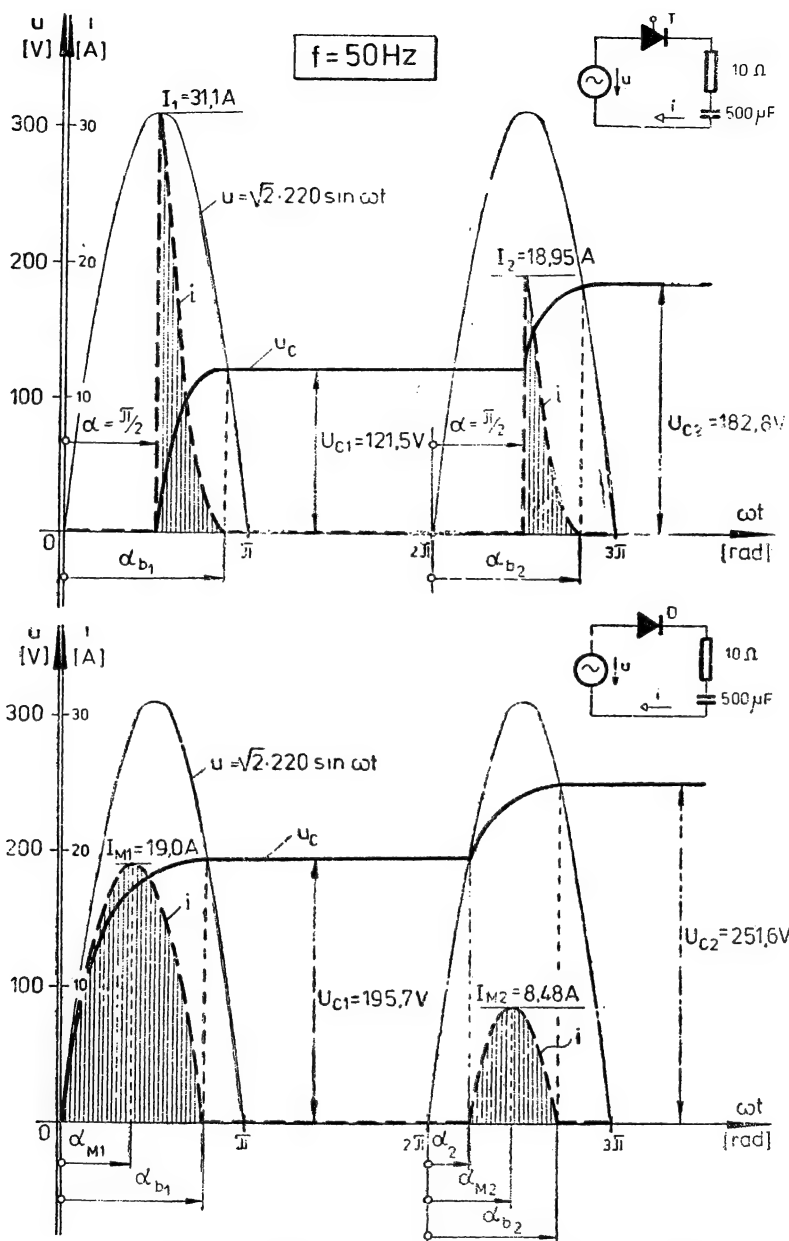 u i
[V] [A]
f = 50Hz
T
10 Ω
500 µF
u
i
I1 = 31,1 A
300
30
u = √2·220 sin ωt
200
20
I2 = 18,95 A
i
uC
100
10
α = π/2
UC1 = 121,5V
α = π/2
i
UC2 = 182,8V
0
π
2π
3π
ωt
[rad]
αb1
αb2
u i
[V] [A]
D
10 Ω
500 µF
u
i
300
30
u = √2·220 sin ωt
200
20
IM1 = 19,0 A
uC
i
100
10
UC1 = 195,7V
IM2 = 8,48A
i
UC2 = 251,6V
0
π
2π
3π
ωt
[rad]
αM1
αb1
α2
αM2
αb2